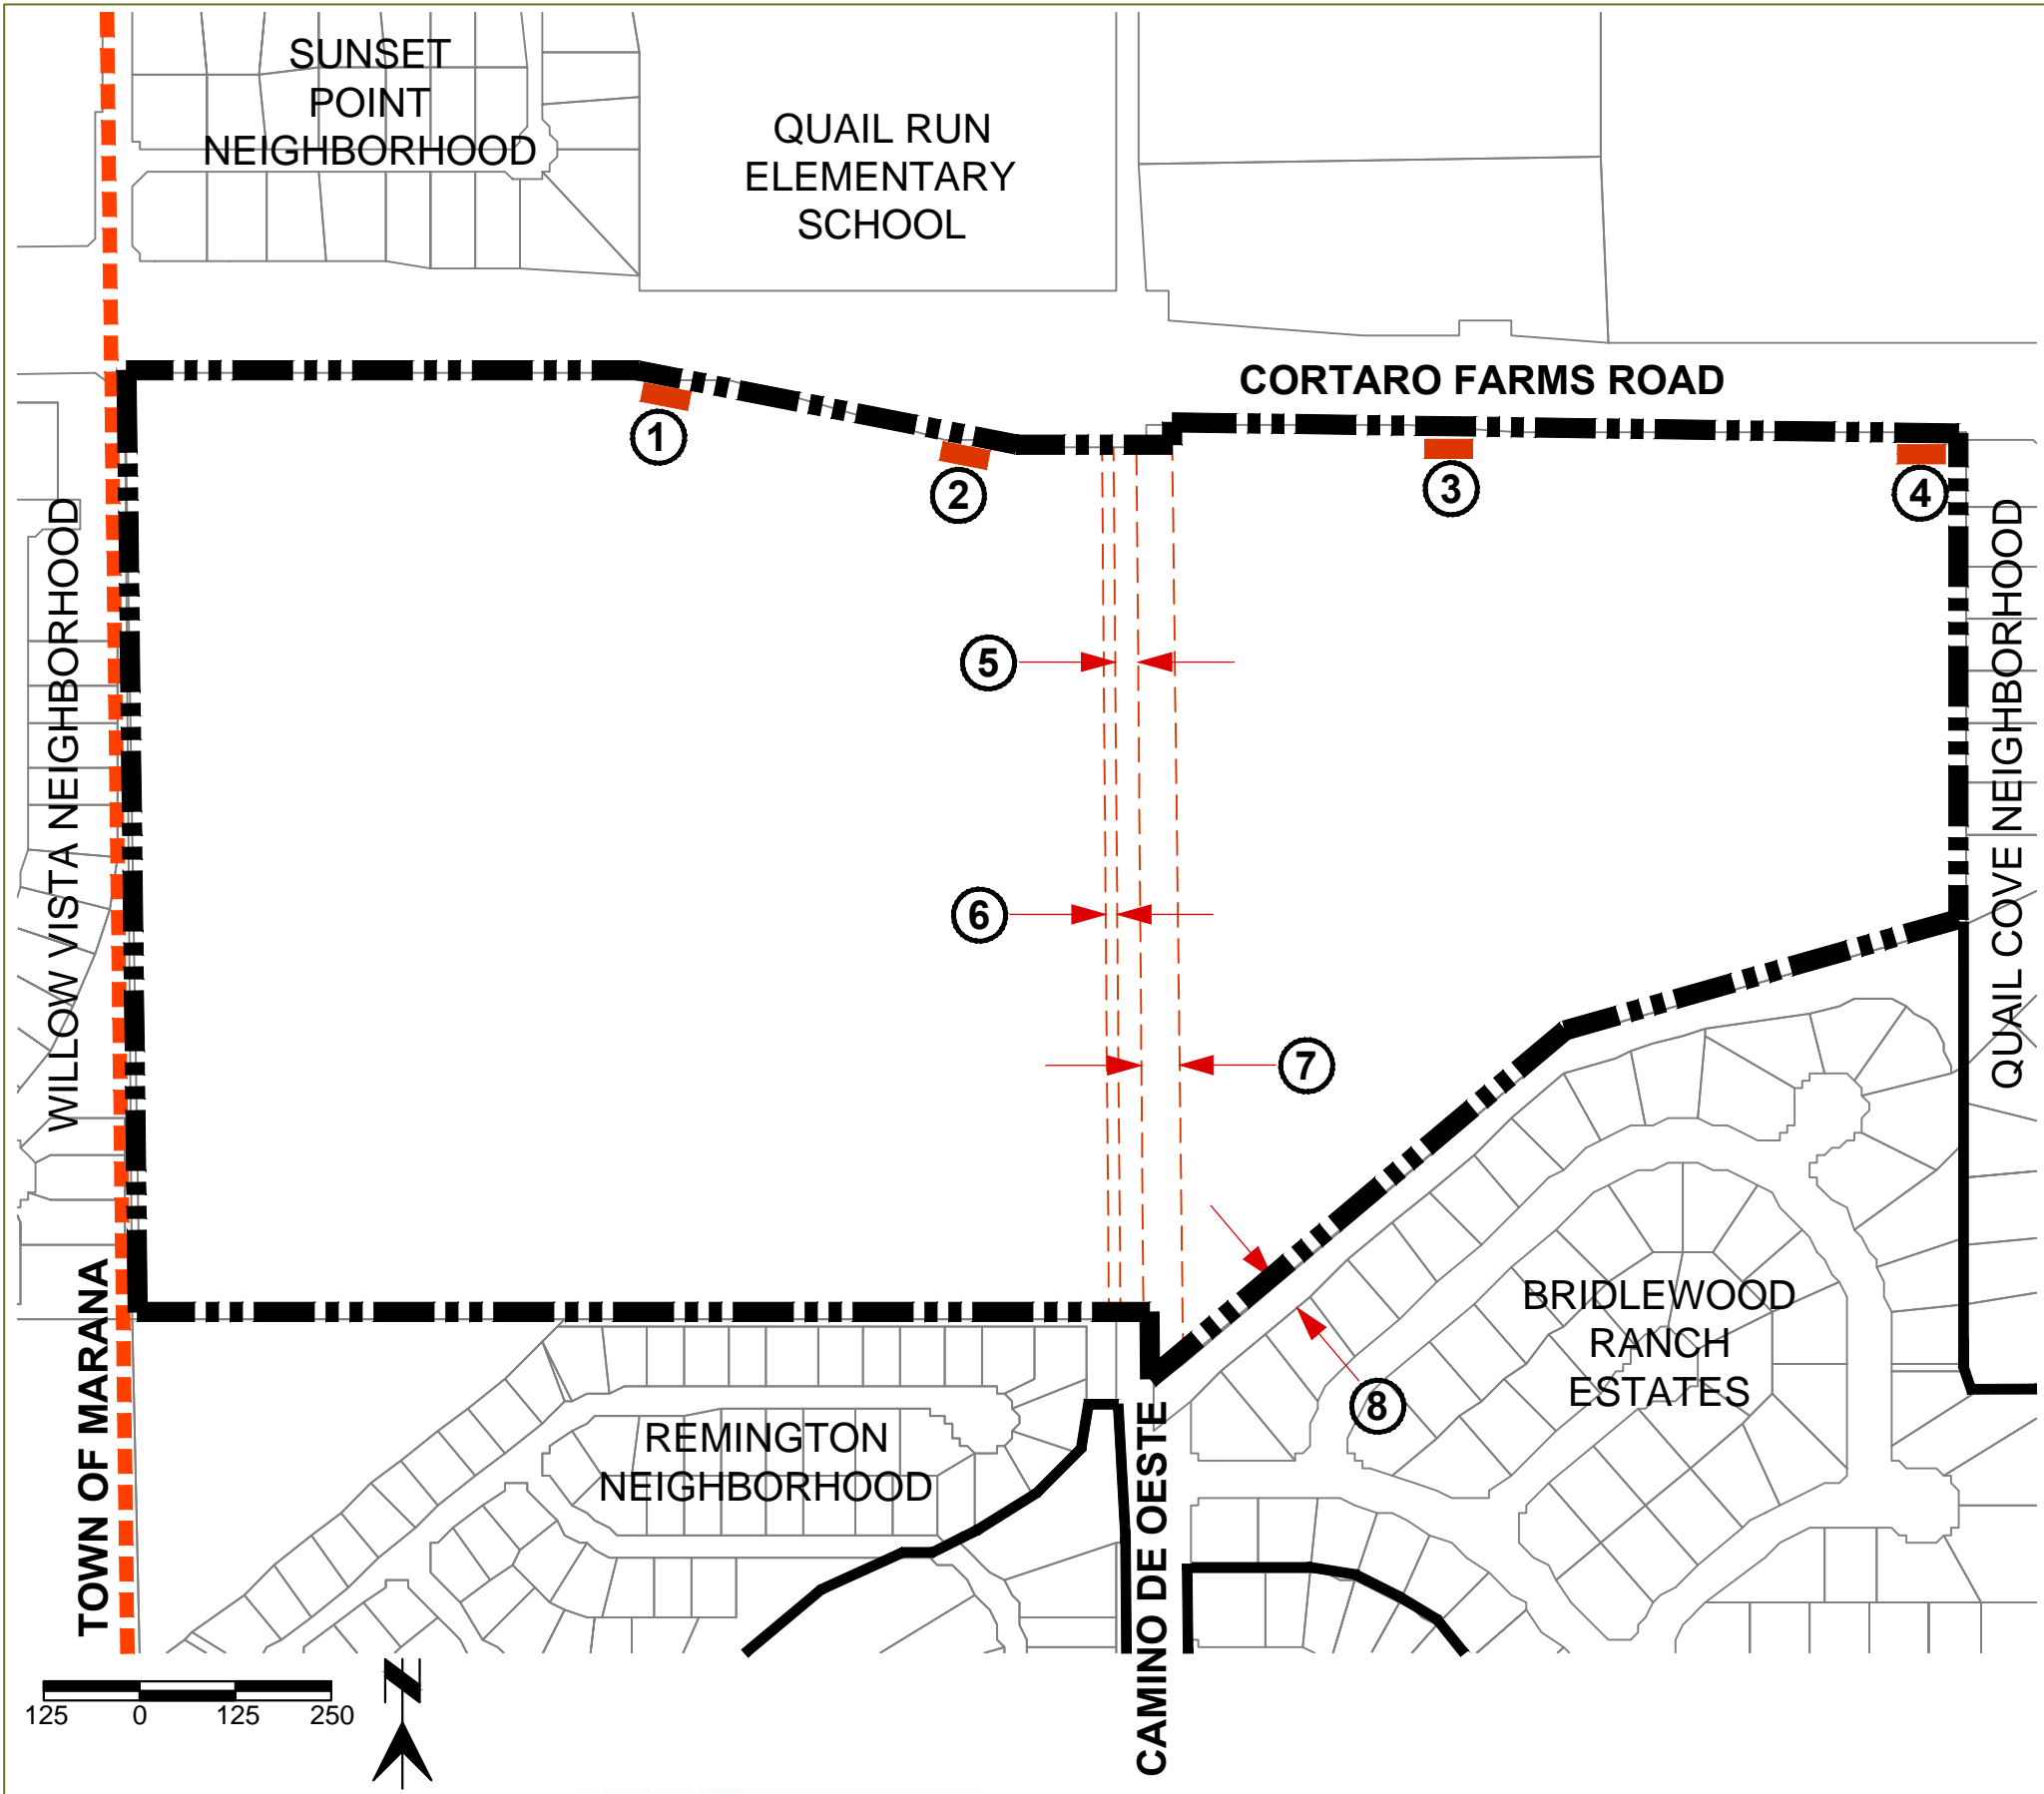 SUNSET
POINT
NEIGHBORHOOD
QUAIL RUN
ELEMENTARY
SCHOOL
CORTARO FARMS ROAD
1
2
3
4
WILLOW VISTA NEIGHBORHOOD
QUAIL COVE NEIGHBORHOOD
5
6
7
8
BRIDLEWOOD
RANCH
ESTATES
TOWN OF MARANA
REMINGTON
NEIGHBORHOOD
CAMINO DE OESTE
125 0 125 250
N